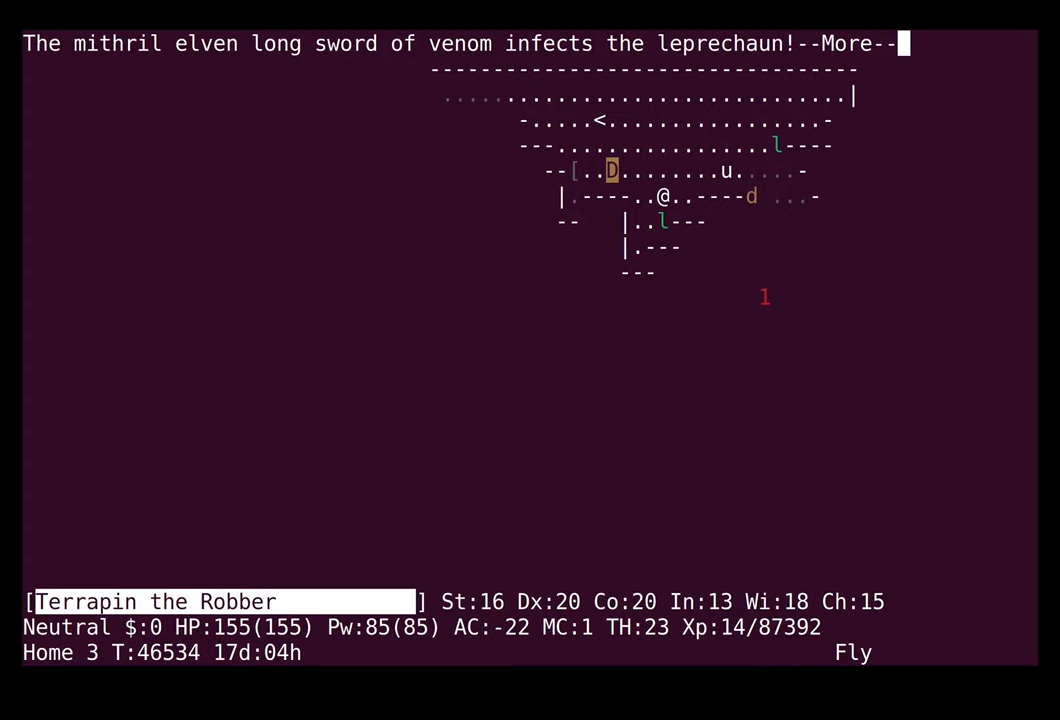 The mithril elven long sword of venom infects the leprechaun!--More--
---------------------------------
................................|
-.....<.................-
---.................l----
--[..D........u.....-
|.----..@..----d ...-
-- |..l---
|.---
---
1
[Terrapin the Robber ] St:16 Dx:20 Co:20 In:13 Wi:18 Ch:15
Neutral $:0 HP:155(155) Pw:85(85) AC:-22 MC:1 TH:23 Xp:14/87392
Home 3 T:46534 17d:04h Fly